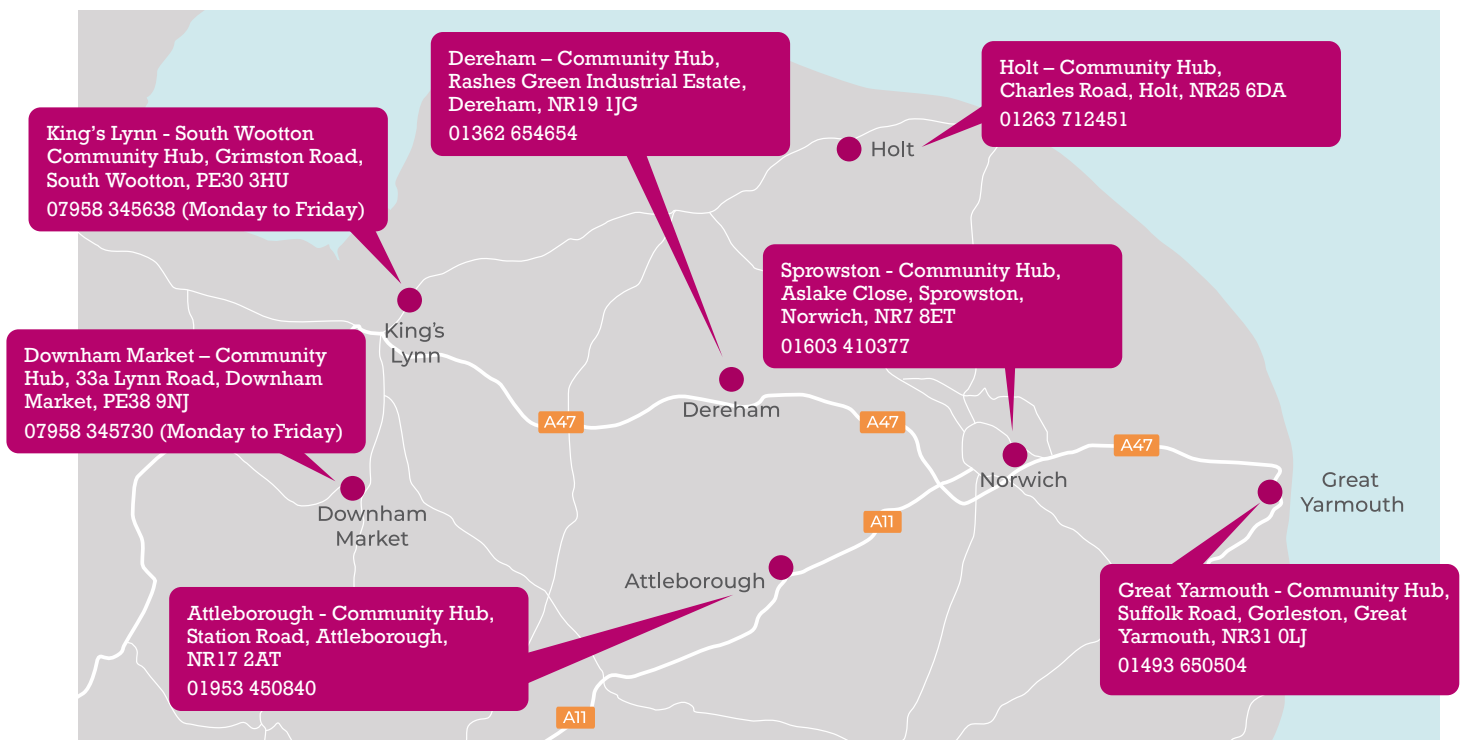 Dereham – Community Hub,
Rashes Green Industrial Estate,
Dereham, NR19 1JG
01362 654654
Holt – Community Hub,
Charles Road, Holt, NR25 6DA
01263 712451
King's Lynn - South Wootton
Community Hub, Grimston Road,
South Wootton, PE30 3HU
07958 345638 (Monday to Friday)
Holt
Sprowston - Community Hub,
Aslake Close, Sprowston,
Norwich, NR7 8ET
01603 410377
King's
Lynn
Downham Market – Community
Hub, 33a Lynn Road, Downham
Market, PE38 9NJ
07958 345730 (Monday to Friday)
Dereham
A47
A47
A47
Norwich
Great
Yarmouth
Downham
Market
A11
Attleborough
Attleborough - Community Hub,
Station Road, Attleborough,
NR17 2AT
01953 450840
Great Yarmouth - Community Hub,
Suffolk Road, Gorleston, Great
Yarmouth, NR31 0LJ
01493 650504
A11